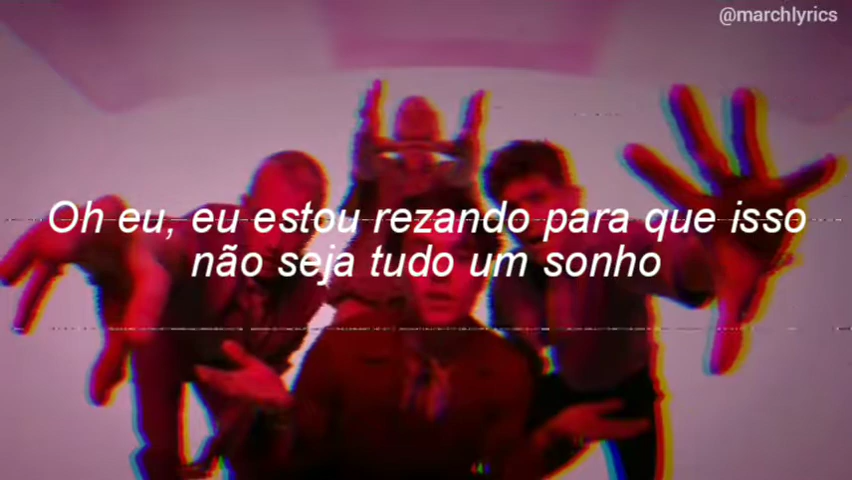 @marchlyrics
Oh eu, eu estou rezando para que isso
não seja tudo um sonho